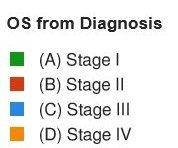 OS from Diagnosis
(A) Stage I
(B) Stage II
(C) Stage III
(D) Stage IV